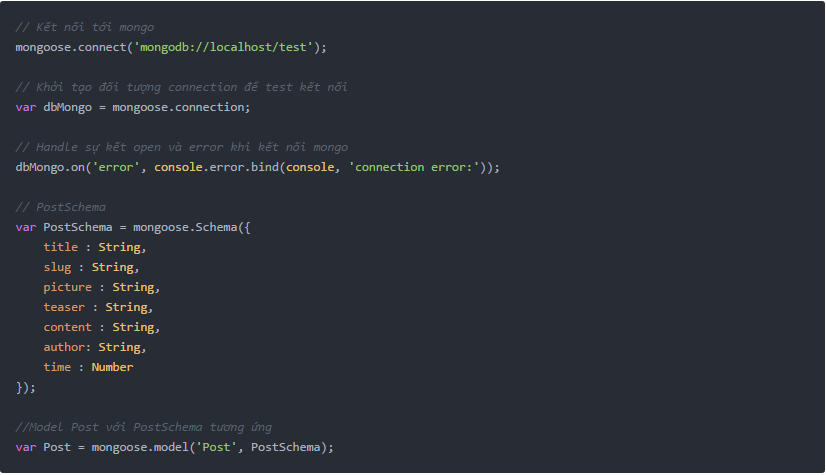 // Kết nối tới mongo
mongoose.connect('mongodb://localhost/test');
// Khởi tạo đối tượng connection để test kết nối
var dbMongo = mongoose.connection;
// Handle sự kết open và error khi kết nối mongo
dbMongo.on('error', console.error.bind(console, 'connection error:'));
// PostSchema
var PostSchema = mongoose.Schema({
    title : String,
    slug : String,
    picture : String,
    teaser : String,
    content : String,
    author: String,
    time : Number
});
//Model Post với PostSchema tương ứng
var Post = mongoose.model('Post', PostSchema);